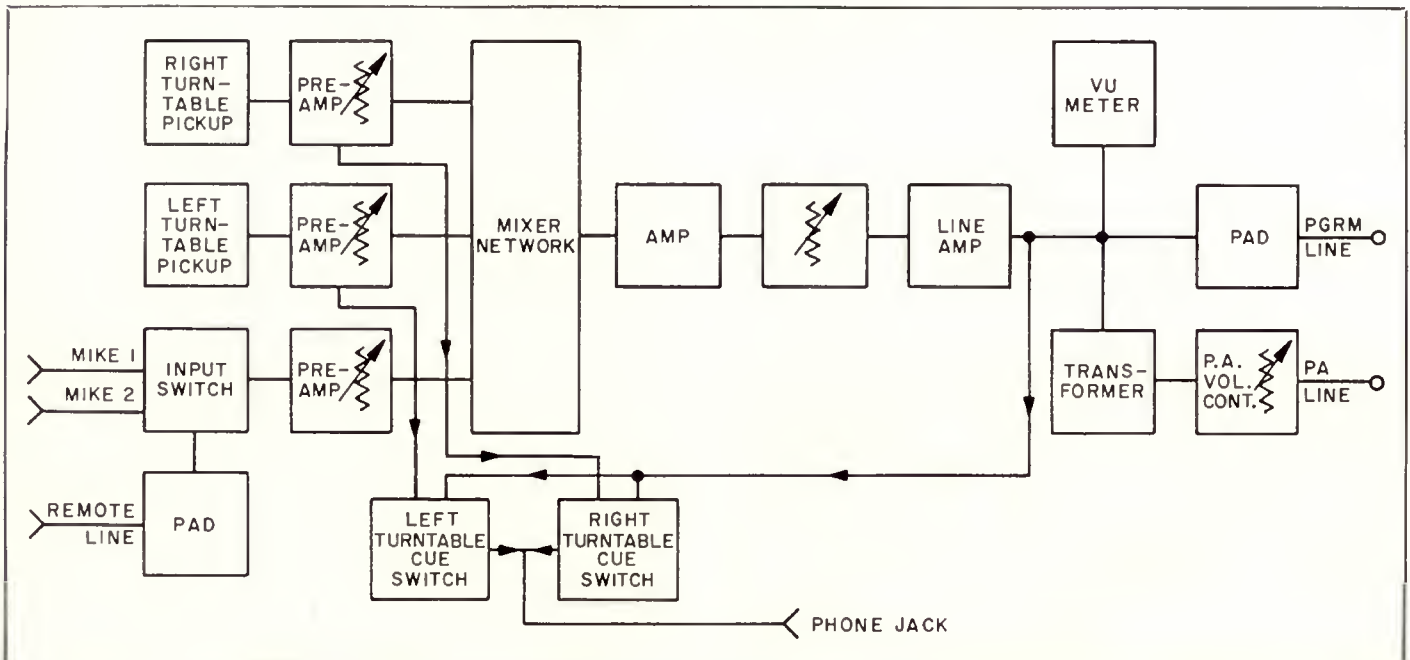 RIGHT
TURN-
TABLE
PICKUP
PRE-
AMP
LEFT
TURN-
TABLE
PICKUP
PRE-
AMP
MIKE 1
MIKE 2
INPUT
SWITCH
PRE-
AMP
REMOTE
LINE
PAD
MIXER
NETWORK
AMP
LINE
AMP
VU
METER
PAD
PGRM
LINE
TRANS-
FORMER
P.A.
VOL.
CONT.
PA
LINE
LEFT
TURNTABLE
CUE
SWITCH
RIGHT
TURNTABLE
CUE
SWITCH
PHONE JACK